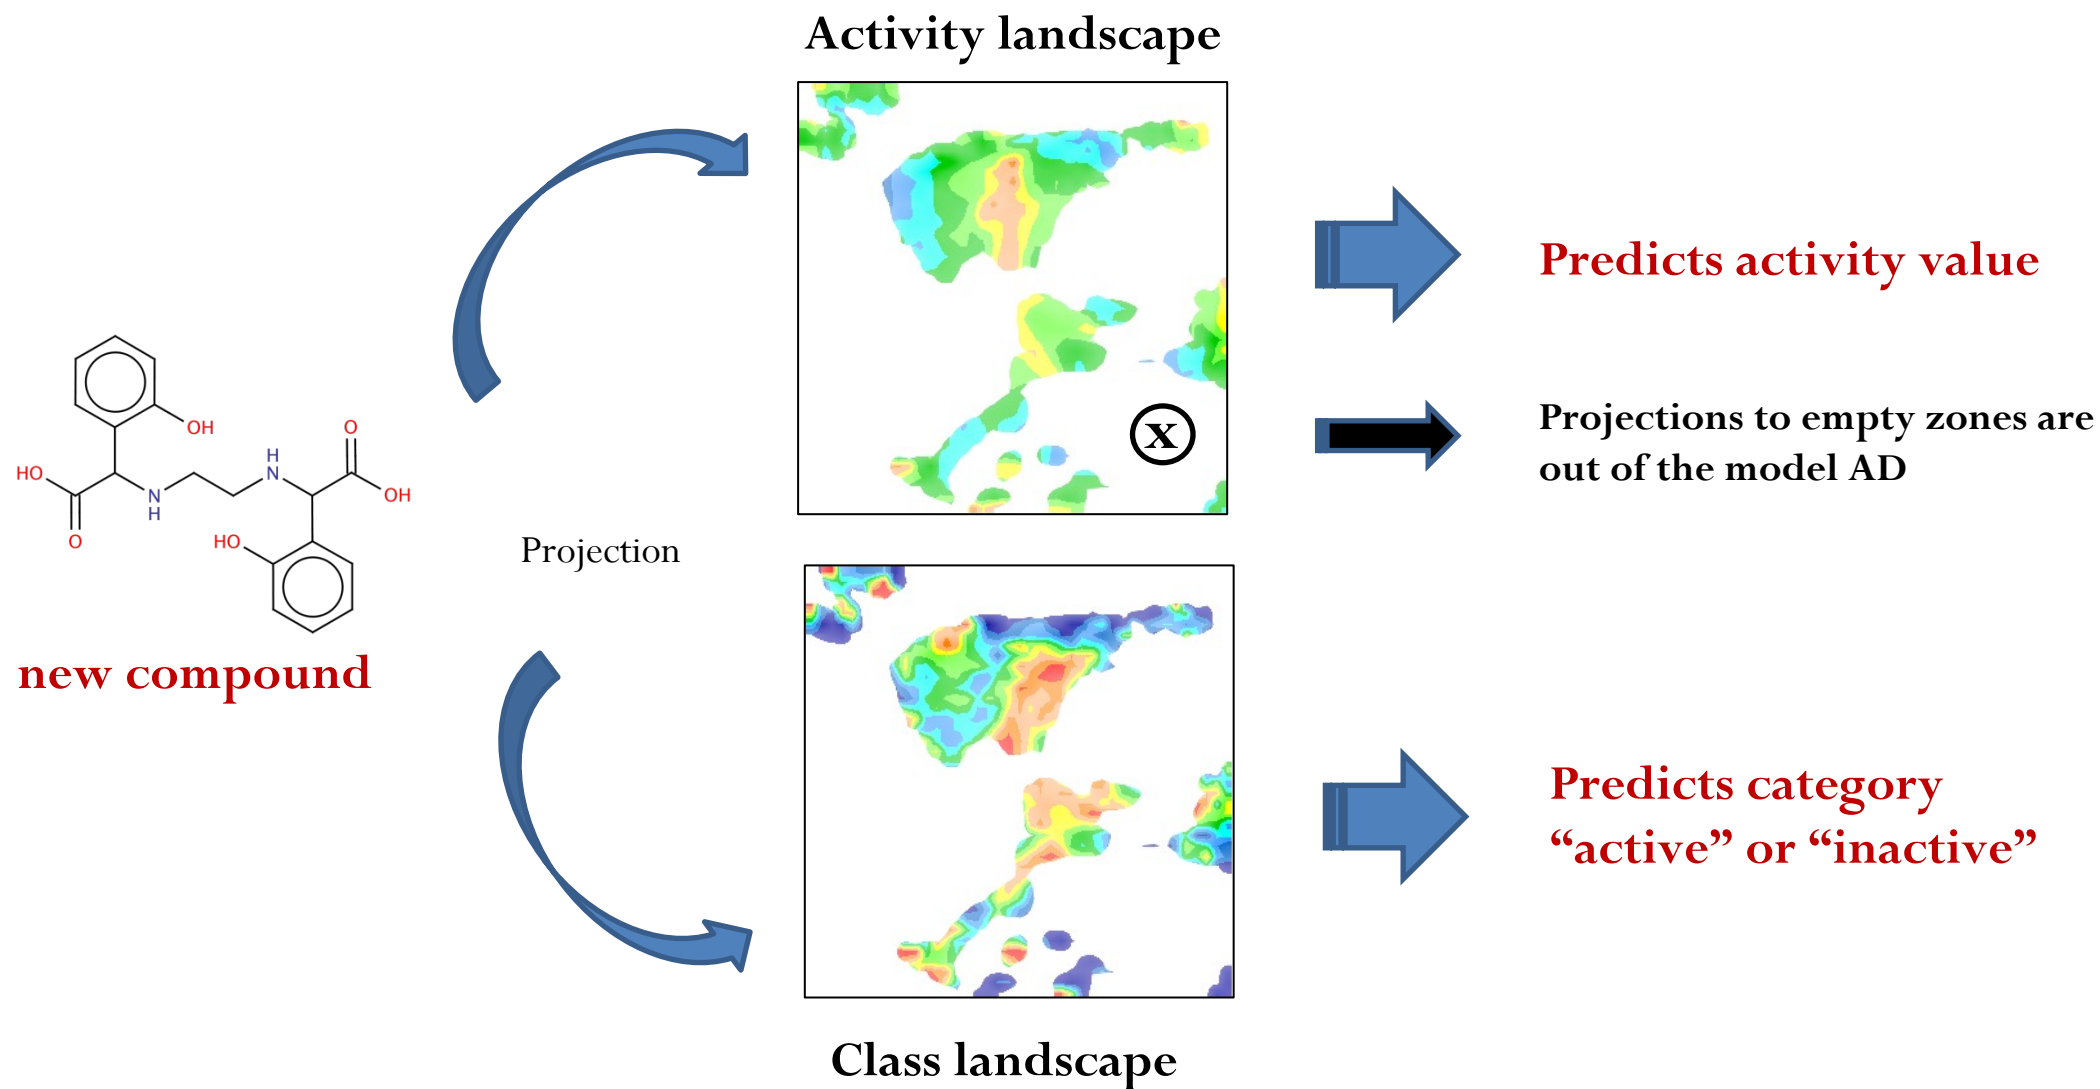 Activity landscape
Predicts activity value
X
Projections to empty zones are
out of the model AD
OH
O
HO
H
N
OH
N
H
O
HO
Projection
new compound
Predicts category
“active” or “inactive”
Class landscape